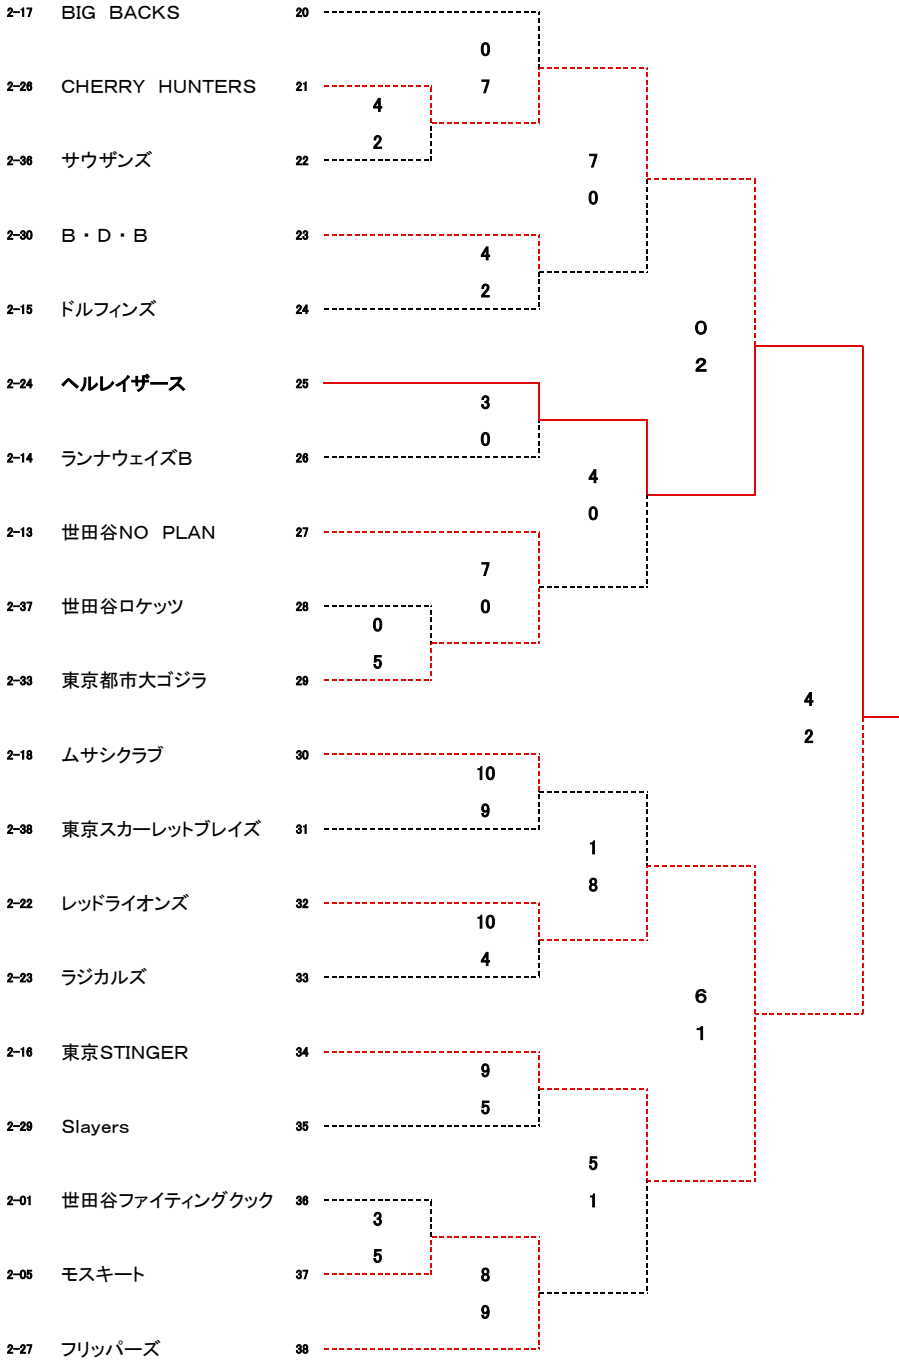 2-17 BIG BACKS 20
0
2-26 CHERRY HUNTERS 21 7
4
2
2-36 サウザンズ 22 7
0
2-30 B・D・B 23
4
2
2-15 ドルフィンズ 24
0
2
2-24 ヘルレイザース 25
3
0
2-14 ランナウェイズB 26
4
0
2-13 世田谷NO PLAN 27
7
2-37 世田谷ロケッツ 28 0
0
5
2-33 東京都市大ゴジラ 29
4
2
2-18 ムサシクラブ 30
10
9
2-38 東京スカーレットブレイズ 31
1
8
2-22 レッドライオンズ 32
10
4
2-23 ラジカルズ 33
6
1
2-16 東京STINGER 34
9
5
2-29 Slayers 35
5
2-01 世田谷ファイティングクック 36 1
3
5
2-05 モスキート 37 8
9
2-27 フリッパーズ 38